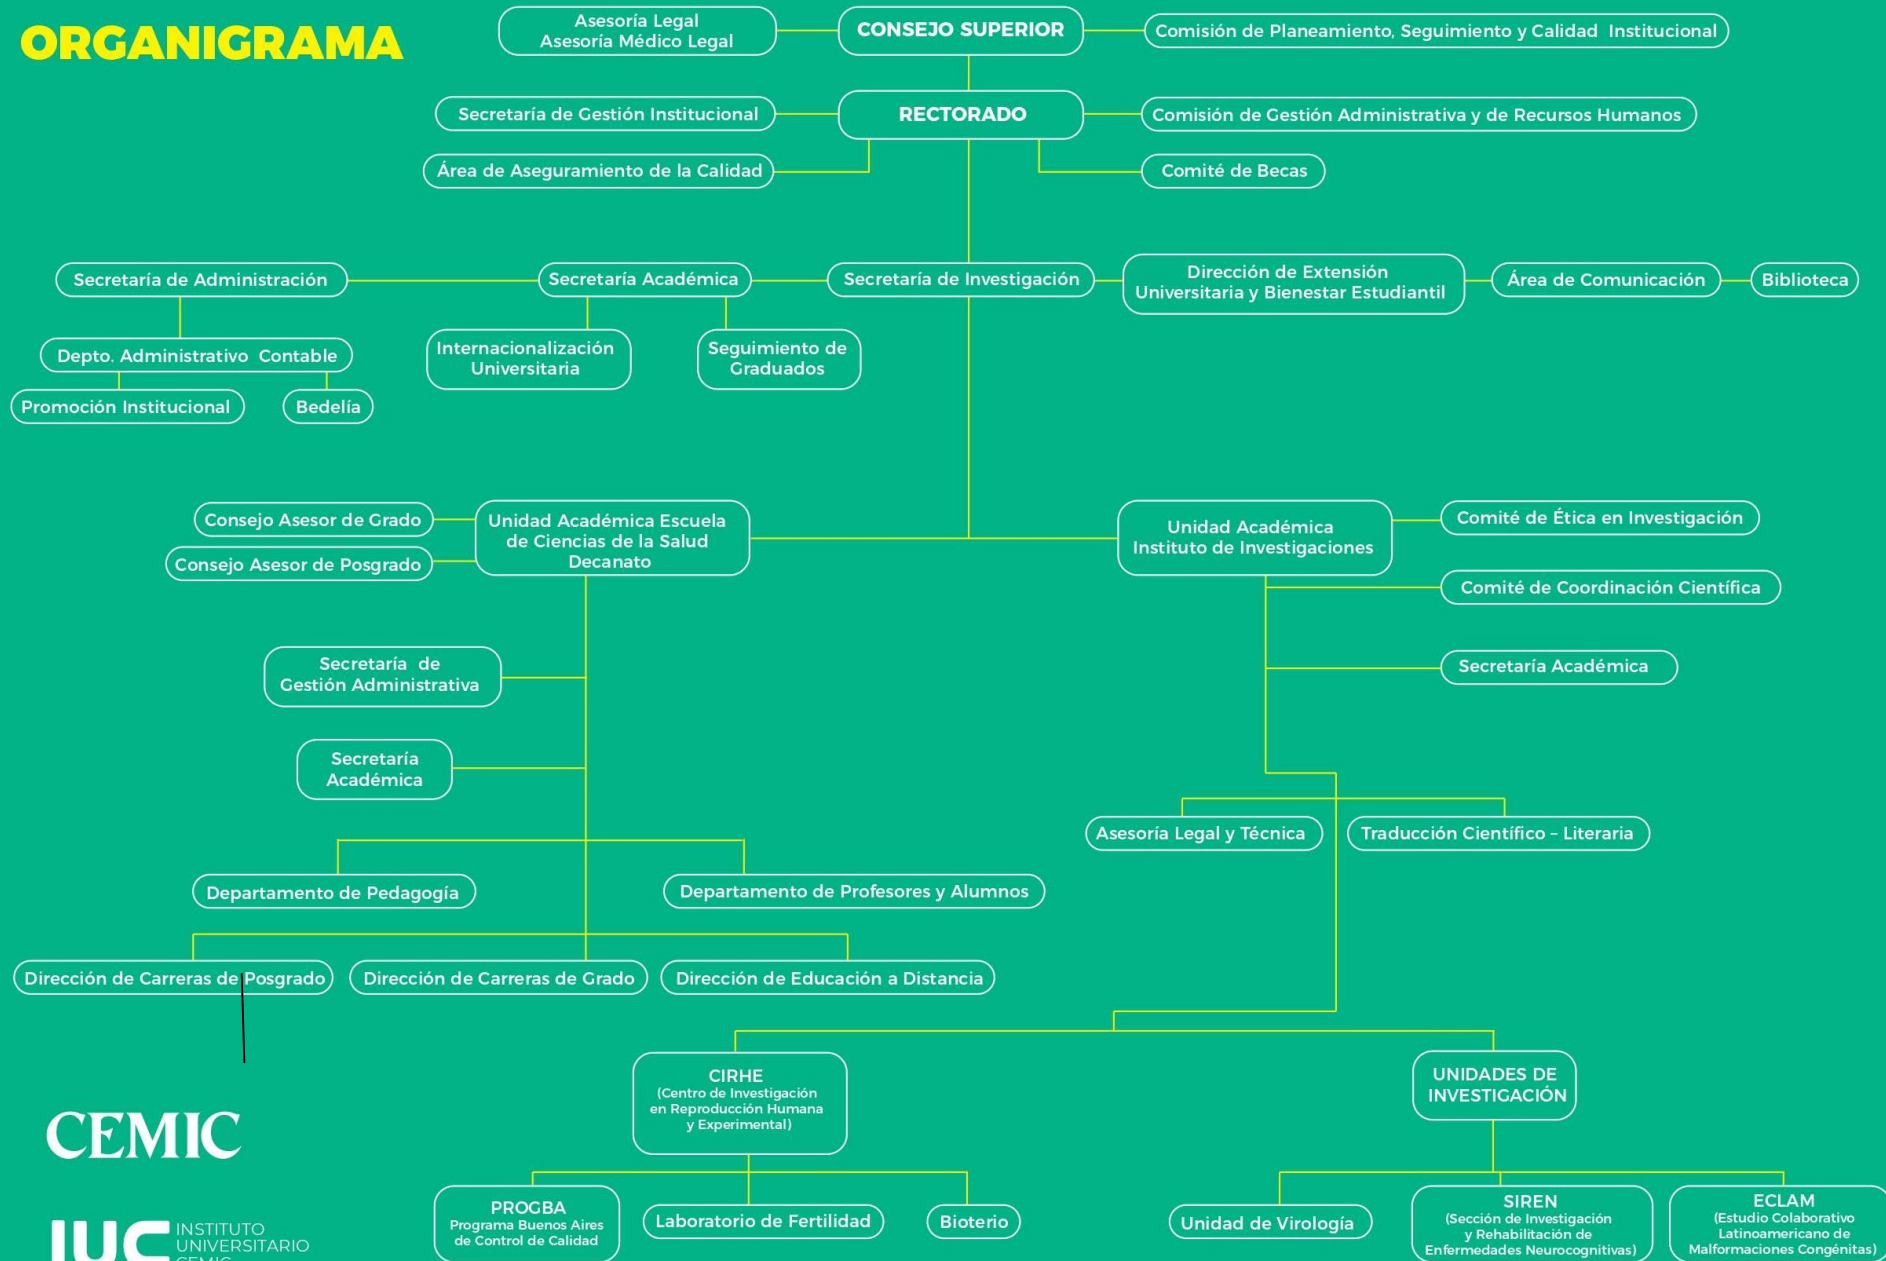 ORGANIGRAMA
Asesoría Legal
Asesoría Médico Legal
CONSEJO SUPERIOR
Comisión de Planeamiento, Seguimiento y Calidad Institucional
Secretaría de Gestión Institucional
RECTORADO
Comisión de Gestión Administrativa y de Recursos Humanos
Área de Aseguramiento de la Calidad
Comité de Becas
Secretaría de Administración
Secretaría Académica
Secretaría de Investigación
Dirección de Extensión
Universitaria y Bienestar Estudiantil
Área de Comunicación
Biblioteca
Depto. Administrativo Contable
Internacionalización
Universitaria
Seguimiento de
Graduados
Promoción Institucional
Bedelía
Consejo Asesor de Grado
Consejo Asesor de Posgrado
Unidad Académica Escuela
de Ciencias de la Salud
Decanato
Unidad Académica
Instituto de Investigaciones
Comité de Ética en Investigación
Comité de Coordinación Científica
Secretaría de
Gestión Administrativa
Secretaría Académica
Secretaría
Académica
Asesoría Legal y Técnica
Traducción Científico – Literaria
Departamento de Pedagogía
Departamento de Profesores y Alumnos
Dirección de Carreras de Posgrado
Dirección de Carreras de Grado
Dirección de Educación a Distancia
CIRHE
(Centro de Investigación
en Reproducción Humana
y Experimental)
UNIDADES DE
INVESTIGACIÓN
PROGBA
Programa Buenos Aires
de Control de Calidad
Laboratorio de Fertilidad
Bioterio
Unidad de Virología
SIREN
(Sección de Investigación
y Rehabilitación de
Enfermedades Neurocognitivas)
ECLAM
(Estudio Colaborativo
Latinoamericano de
Malformaciones Congénitas)
CEMIC
IUC
INSTITUTO
UNIVERSITARIO
CEMIC